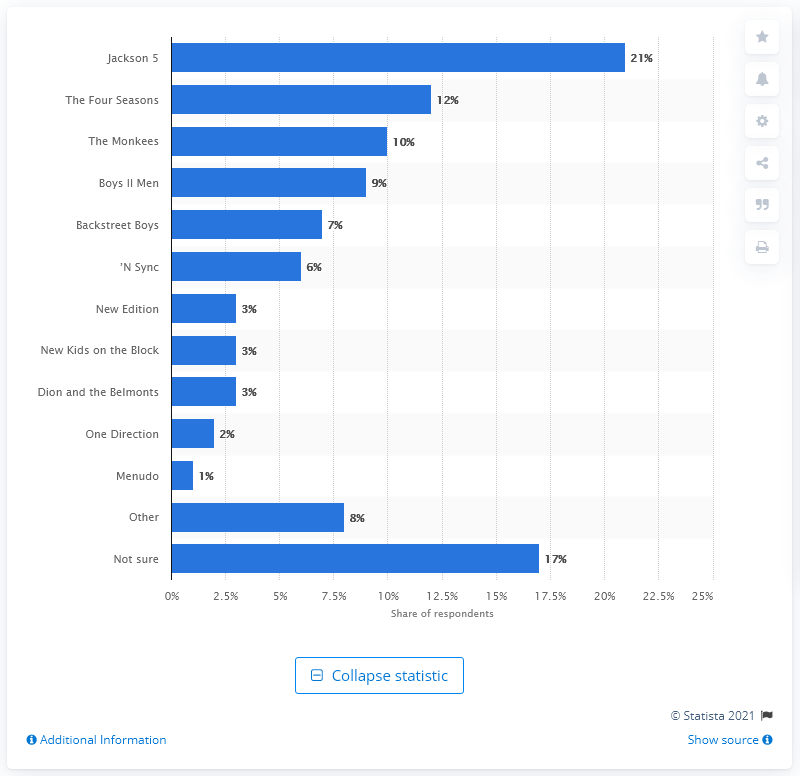 Jackson 5 21%
The Four Seasons 12%
The Monkees 10%
Boys II Men 9%
Backstreet Boys 7%
'N Sync 6%
New Edition 3%
New Kids on the Block 3%
Dion and the Belmonts 3%
One Direction 2%
Menudo 1%
Other 8%
Not sure 17%
0% 2.5% 5% 7.5% 10% 12.5% 15% 17.5% 20% 22.5% 25%
Share of respondents
Collapse statistic
© Statista 2021
Additional Information Show source